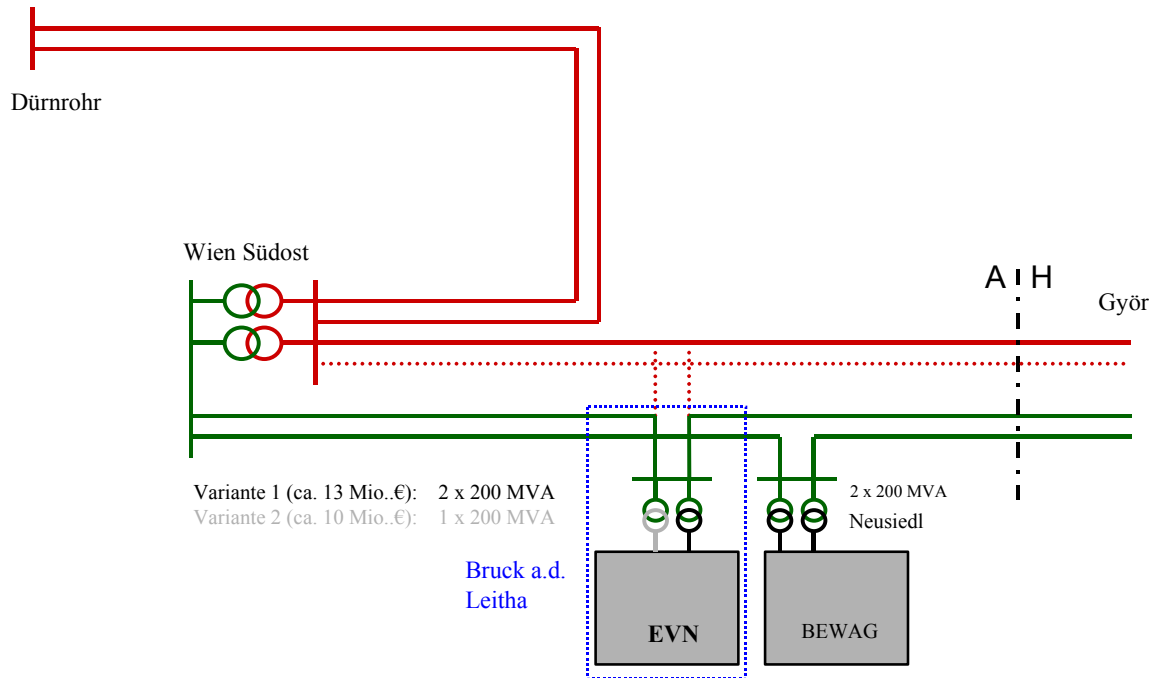 Dürnrohr
Wien Südost
A H
Györ
Variante 1 (ca. 13 Mio..€): 2 x 200 MVA
Variante 2 (ca. 10 Mio..€): 1 x 200 MVA
2 x 200 MVA
Neusiedl
Bruck a.d.
Leitha
EVN
BEWAG